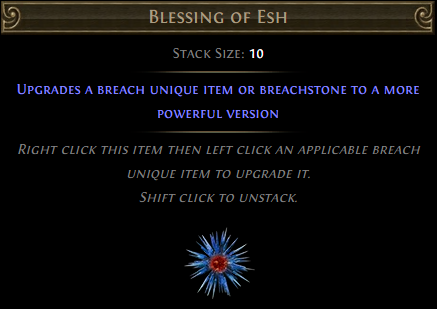 Blessing of Esh
Stack Size: 10
Upgrades a breach unique item or breachstone to a more
powerful version
Right click this item then left click an applicable breach
unique item to upgrade it.
Shift click to unstack.